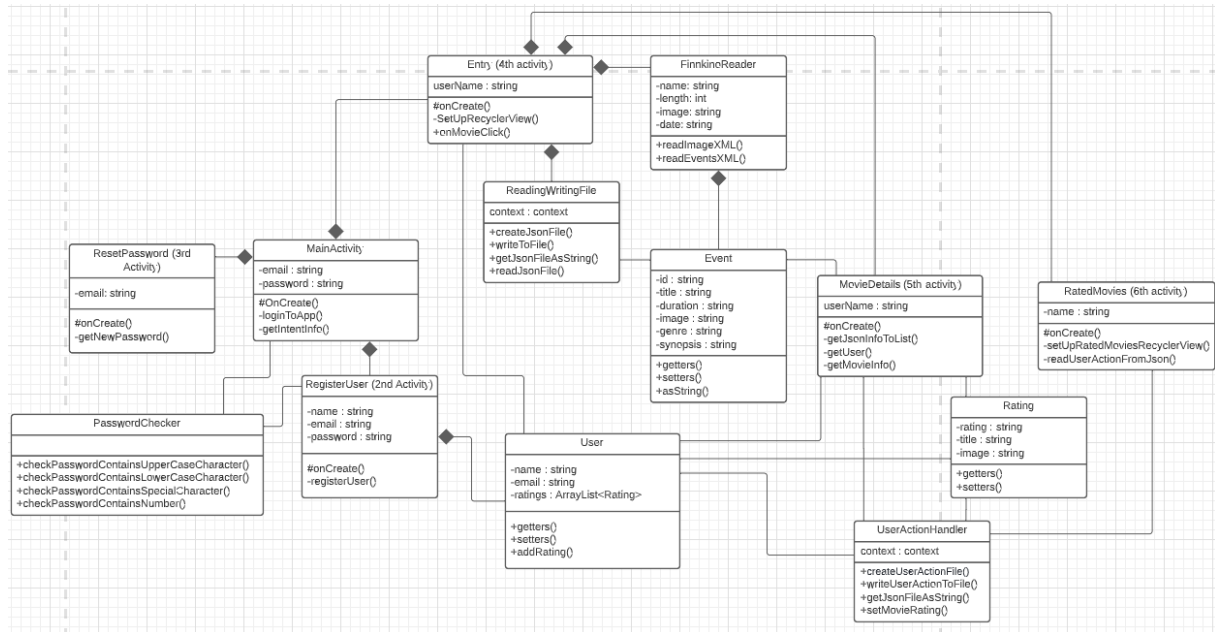 Entry (4th activity)
userName : string
#onCreate()
-SetUpRecyclerView()
+onMovieClick()
FinnkinoReader
-name: string
-length: int
-image: string
-date: string
+readImageXML()
+readEventsXML()
ReadingWritingFile
context : context
+createJsonFile()
+writeToFile()
+getJsonFileAsString()
+readJsonFile()
ResetPassword (3rd
Activity)
-email: string
#onCreate()
-getNewPassword()
MainActivity
-email : string
-password : string
#OnCreate()
-loginToApp()
-getIntentInfo()
Event
-id : string
-title : string
-duration : string
-image : string
-genre : string
-synopsis : string
+getters()
+setters()
+asString()
MovieDetails (5th activity)
userName : string
#onCreate()
-getJsonInfoToList()
-getUser()
-getMovieInfo()
RatedMovies (6th activity)
-name : string
#onCreate()
-setUpRatedMoviesRecyclerView()
-readUserActionFromJson()
RegisterUser (2nd Activity)
-name : string
-email : string
-password : string
#onCreate()
-registerUser()
PasswordChecker
+checkPasswordContainsUpperCaseCharacter()
+checkPasswordContainsLowerCaseCharacter()
+checkPasswordContainsSpecialCharacter()
+checkPasswordContainsNumber()
User
-name : string
-email : string
-ratings : ArrayList<Rating>
+getters()
+setters()
+addRating()
Rating
-rating : string
-title : string
-image : string
+getters()
+setters()
UserActionHandler
context : context
+createUserActionFile()
+writeUserActionToFile()
+getJsonFileAsString()
+setMovieRating()